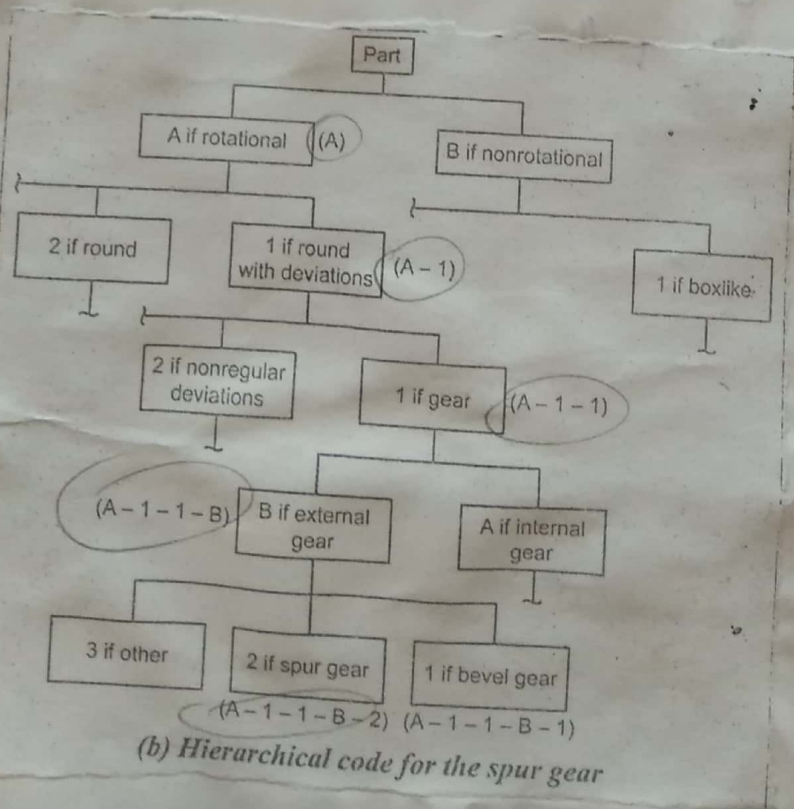 Part
A if rotational
(A)
B if nonrotational
2 if round
1 if round
with deviations
(A – 1)
1 if boxlike
2 if nonregular
deviations
1 if gear
(A – 1 – 1)
(A – 1 – 1 – B)
B if external
gear
A if internal
gear
3 if other
2 if spur gear
1 if bevel gear
(A – 1 – 1 – B – 2)
(A – 1 – 1 – B – 1)
(b) Hierarchical code for the spur gear